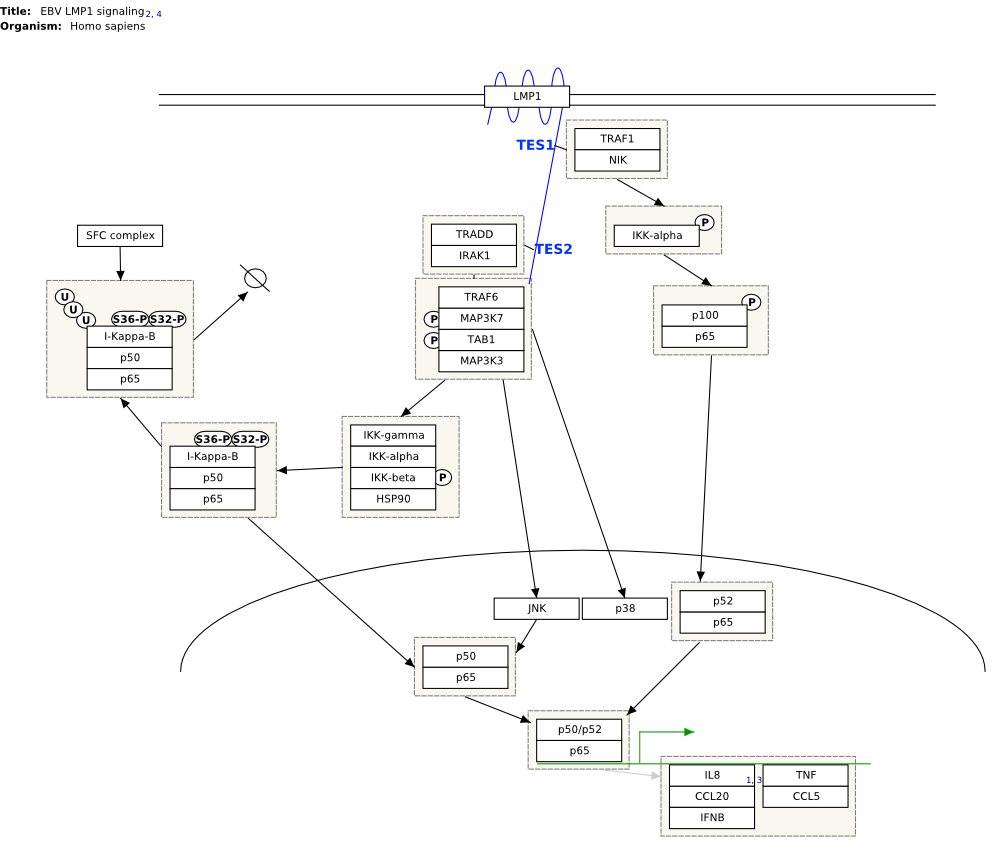 Title: EBV LMP1 signaling 2, 4
Organism: Homo sapiens
LMP1
TES1
TRAF1
NIK
P
IKK-alpha
SFC complex
TRADD
IRAK1
TES2
TRAF6
P MAP3K7
P TAB1
MAP3K3
P
p100
p65
U
U
U
S36-P S32-P
I-Kappa-B
p50
p65
S36-P S32-P
I-Kappa-B
p50
p65
IKK-gamma
IKK-alpha
IKK-beta P
HSP90
JNK
p38
p52
p65
p50
p65
p50/p52
p65
IL8 1, 3 TNF
CCL20 CCL5
IFNB